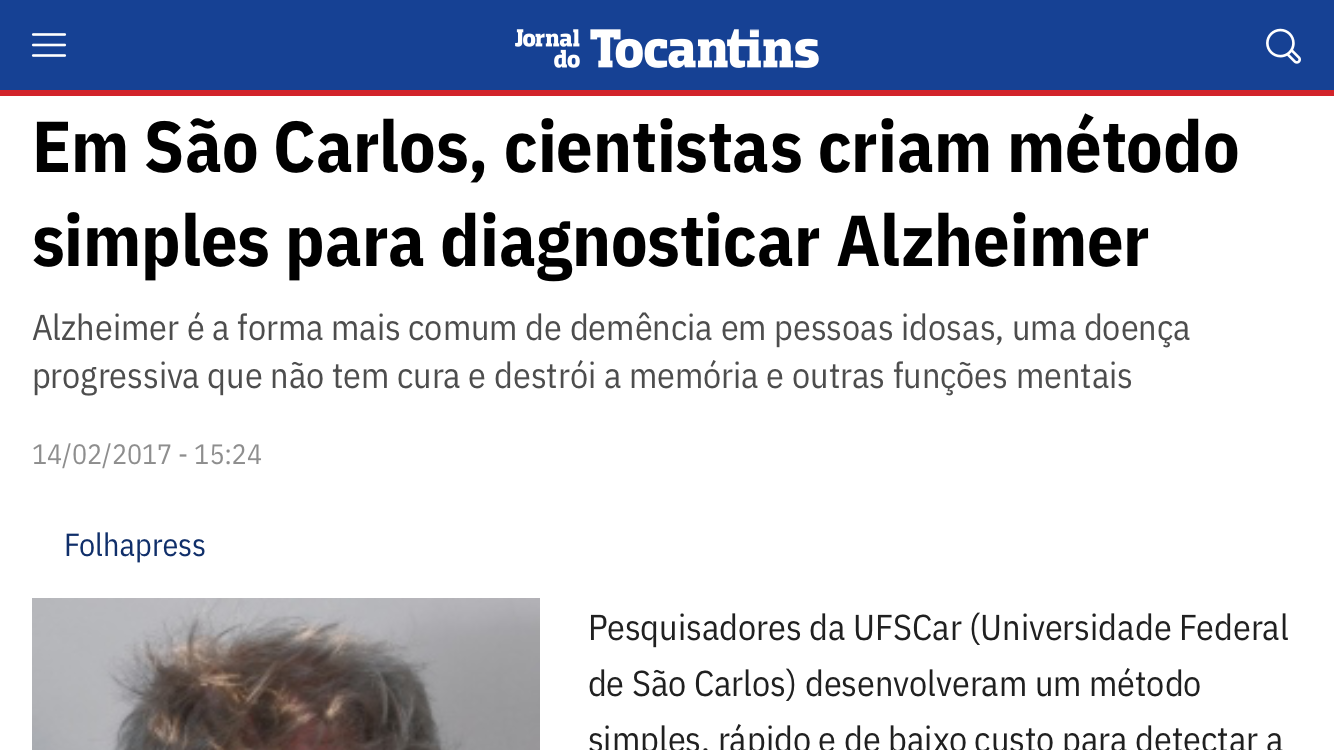 Jornal do Tocantins
Em São Carlos, cientistas criam método
simples para diagnosticar Alzheimer
Alzheimer é a forma mais comum de demência em pessoas idosas, uma doença
progressiva que não tem cura e destrói a memória e outras funções mentais
14/02/2017 - 15:24
Folhapress
Pesquisadores da UFSCar (Universidade Federal
de São Carlos) desenvolveram um método
simples, rápido e de baixo custo para detectar a